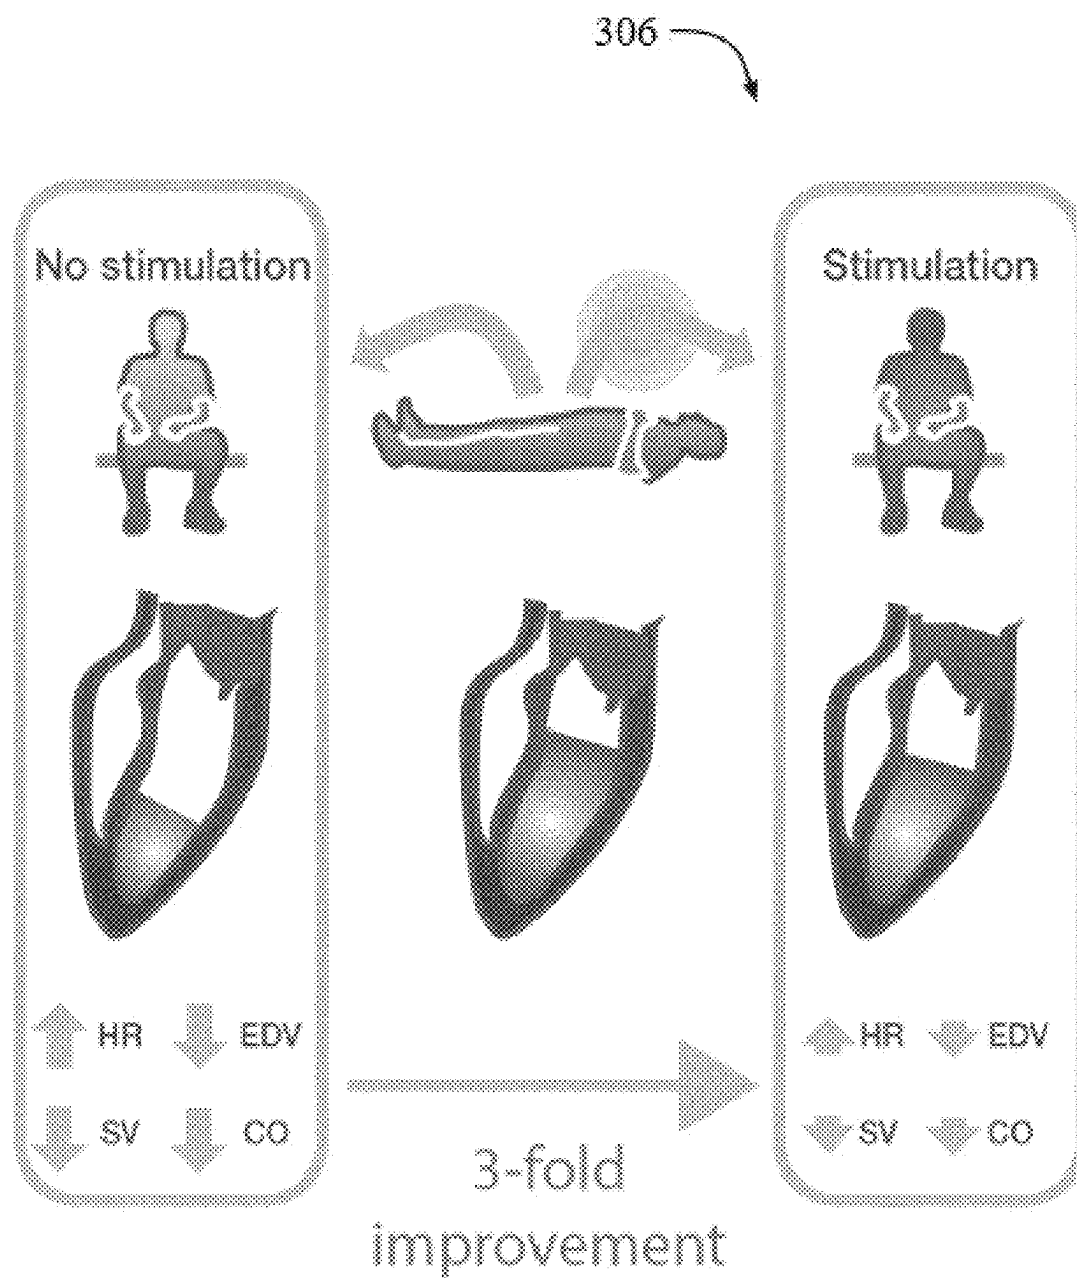 306
No stimulation
Stimulation
HR
EDV
SV
CO
HR
EDV
SV
CO
3-fold
improvement